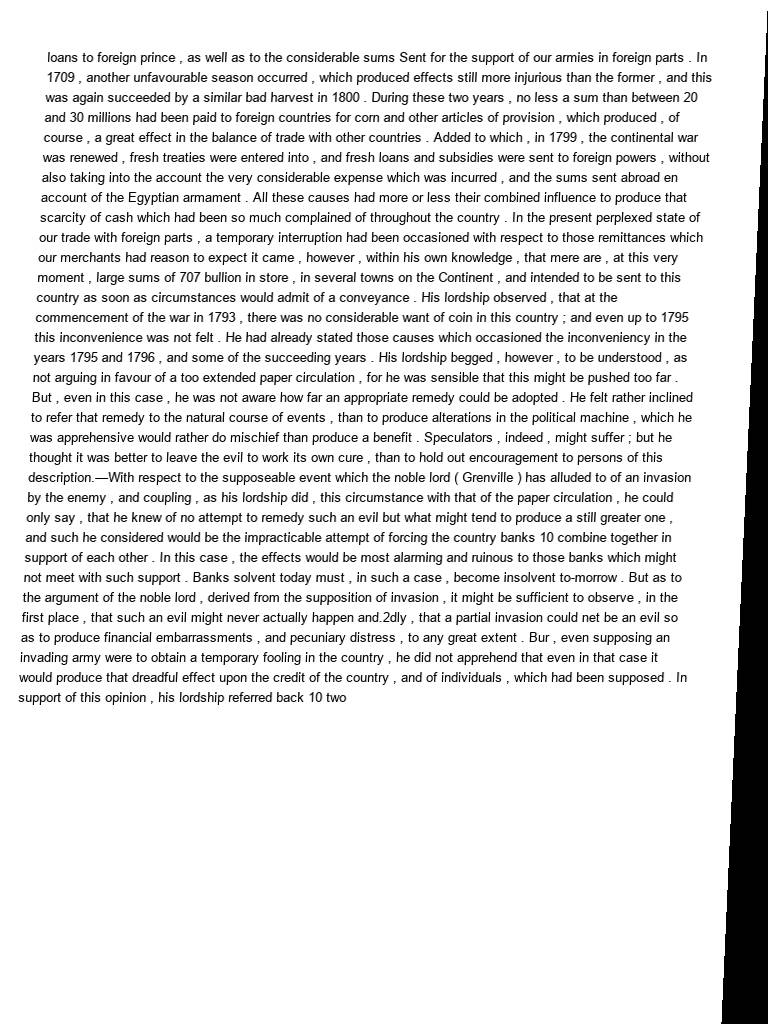 loans to foreign prince , as well as to the considerable sums Sent for the support of our armies in foreign parts . In
1709 , another unfavourable season occurred , which produced effects still more injurious than the former , and this
was again succeeded by a similar bad harvest in 1800 . During these two years , no less a sum than between 20
and 30 millions had been paid to foreign countries for corn and other articles of provision , which produced , of
course , a great effect in the balance of trade with other countries . Added to which , in 1799 , the continental war
was renewed , fresh treaties were entered into , and fresh loans and subsidies were sent to foreign powers , without
also taking into the account the very considerable expense which was incurred , and the sums sent abroad en
account of the Egyptian armament . All these causes had more or less their combined influence to produce that
scarcity of cash which had been so much complained of throughout the country . In the present perplexed state of
our trade with foreign parts , a temporary interruption had been occasioned with respect to those remittances which
our merchants had reason to expect it came , however , within his own knowledge , that mere are , at this very
moment , large sums of 707 bullion in store , in several towns on the Continent , and intended to be sent to this
country as soon as circumstances would admit of a conveyance . His lordship observed , that at the
commencement of the war in 1793 , there was no considerable want of coin in this country ; and even up to 1795
this inconvenience was not felt . He had already stated those causes which occasioned the inconveniency in the
years 1795 and 1796 , and some of the succeeding years . His lordship begged , however , to be understood , as
not arguing in favour of a too extended paper circulation , for he was sensible that this might be pushed too far .
But , even in this case , he was not aware how far an appropriate remedy could be adopted . He felt rather inclined
to refer that remedy to the natural course of events , than to produce alterations in the political machine , which he
was apprehensive would rather do mischief than produce a benefit . Speculators , indeed , might suffer ; but he
thought it was better to leave the evil to work its own cure , than to hold out encouragement to persons of this
description.—With respect to the supposeable event which the noble lord ( Grenville ) has alluded to of an invasion
by the enemy , and coupling , as his lordship did , this circumstance with that of the paper circulation , he could
only say , that he knew of no attempt to remedy such an evil but what might tend to produce a still greater one ,
and such he considered would be the impracticable attempt of forcing the country banks 10 combine together in
support of each other . In this case , the effects would be most alarming and ruinous to those banks which might
not meet with such support . Banks solvent today must , in such a case , become insolvent to-morrow . But as to
the argument of the noble lord , derived from the supposition of invasion , it might be sufficient to observe , in the
first place , that such an evil might never actually happen and.2dly , that a partial invasion could net be an evil so
as to produce financial embarrassments , and pecuniary distress , to any great extent . Bur , even supposing an
invading army were to obtain a temporary fooling in the country , he did not apprehend that even in that case it
would produce that dreadful effect upon the credit of the country , and of individuals , which had been supposed . In
support of this opinion , his lordship referred back 10 two